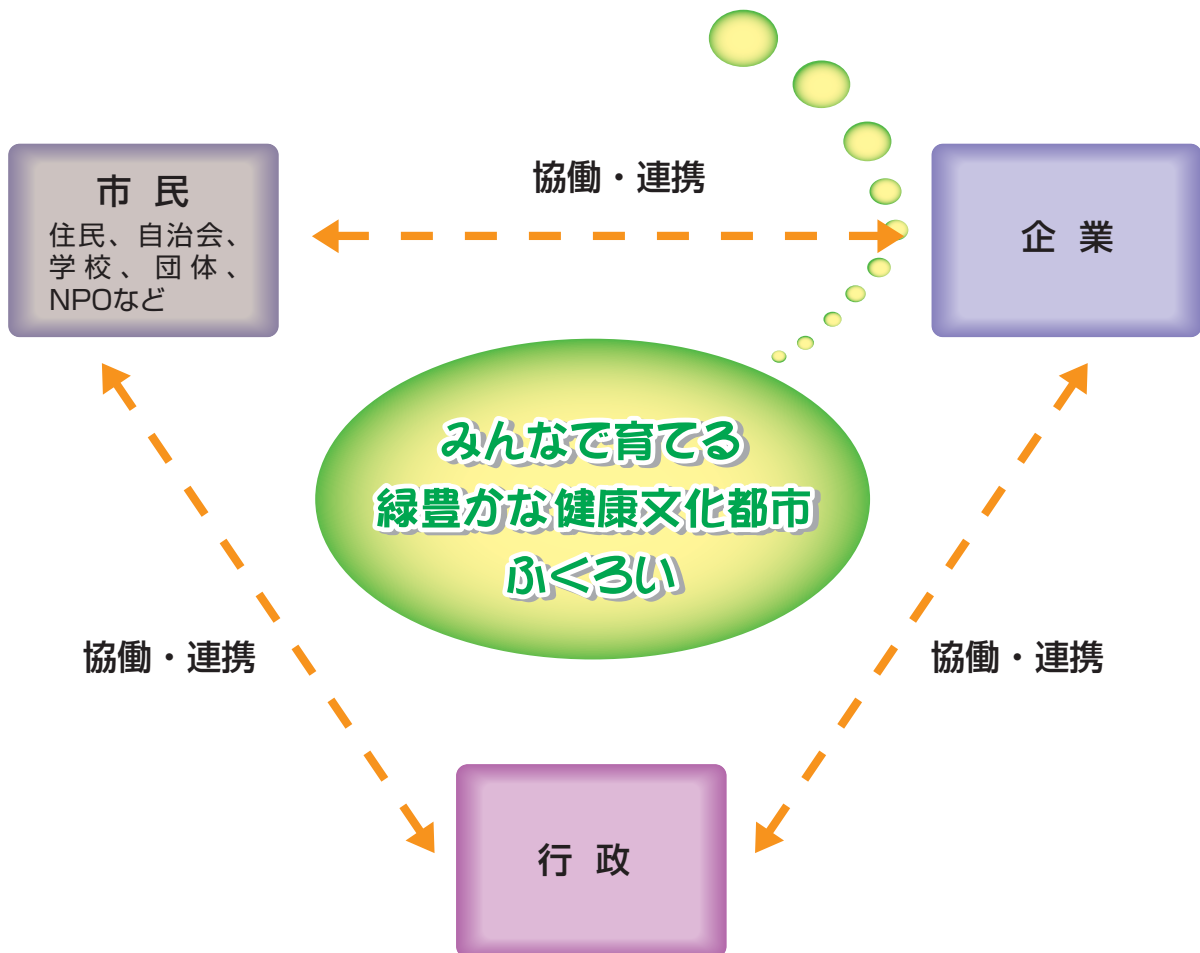 協働・連携
市民
住民、自治会、
学校、団体、
NPOなど
企業
みんなで育てる
緑豊かな健康文化都市
ふくろい
協働・連携
協働・連携
行政